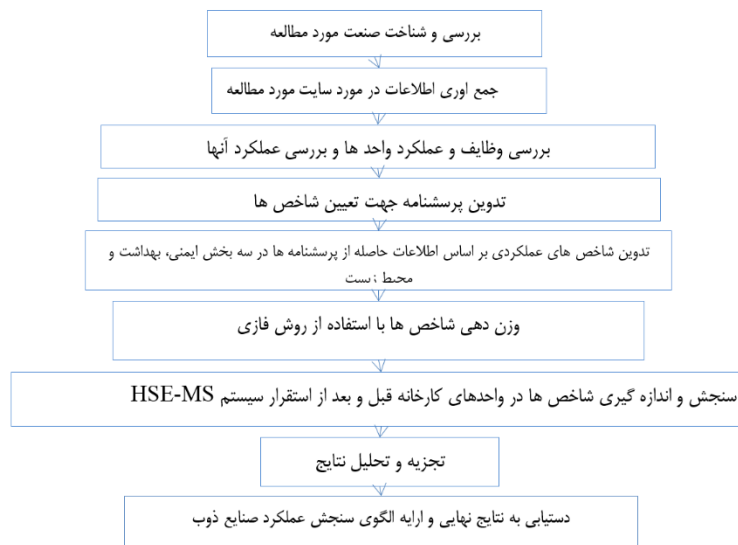 بررسی و شناخت صنعت مورد مطالعه
جمع اوری اطلاعات در مورد سایت مورد مطالعه
بررسی وظایف و عملکرد واحد ها و بررسی عملکرد آنها
تدوین پرسشنامه جهت تعیین شاخص ها
تدوین شاخص های عملکردی بر اساس اطلاعات حاصله از پرسشنامه ها در سه بخش ایمنی، بهداشت و
محیط زیست
وزن دهی شاخص ها با استفاده از روش فازی
سنجش و اندازه گیری شاخص ها در واحدهای کارخانه قبل و بعد از استقرار سیستم HSE-MS
تجزیه و تحلیل نتایج
دستیابی به نتایج نهایی و ارایه الگوی سنجش عملکرد صنایع ذوب